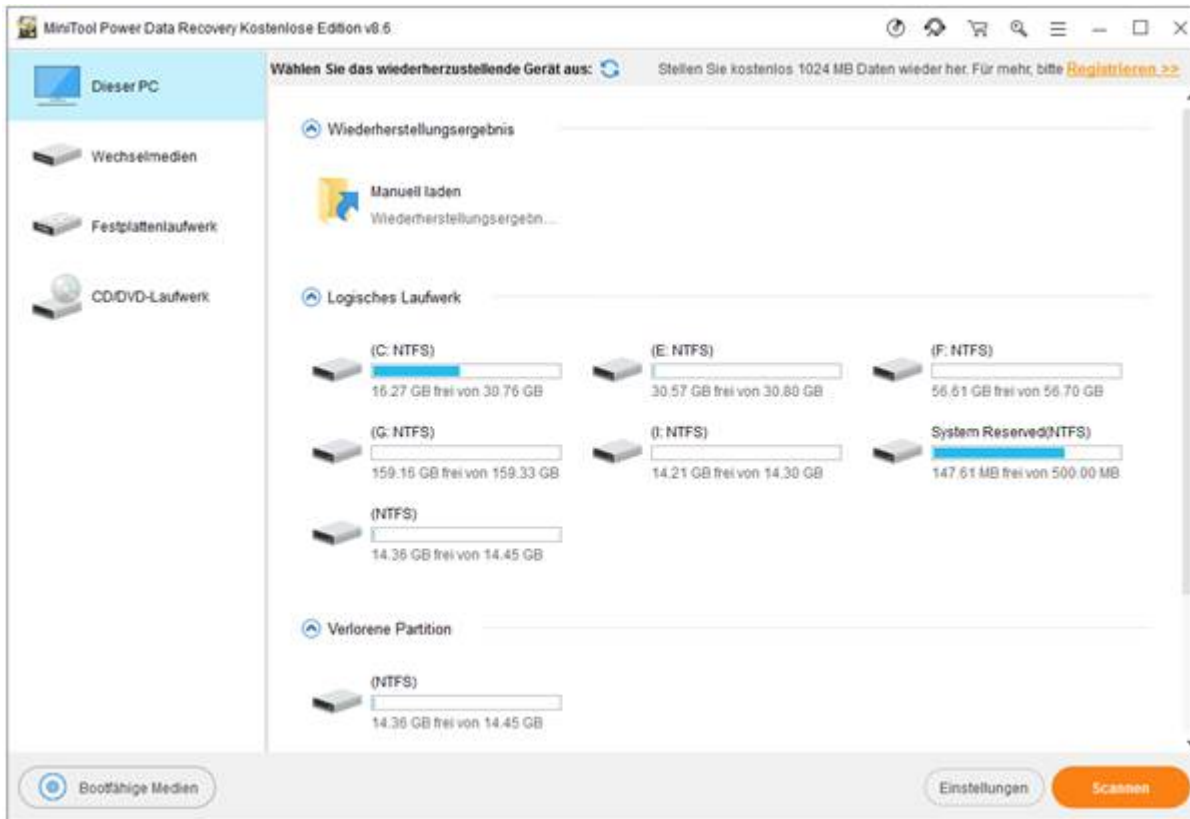 MiniTool Power Data Recovery Kostenlose Edition v8.6
Dieser PC
Wechselmedien
Festplattenlaufwerk
CD/DVD-Laufwerk
Wählen Sie das wiederherzustellende Gerät aus:
Stellen Sie kostenlos 1024 MB Daten wieder her. Für mehr, bitte Registrieren >>
Wiederherstellungsergebnis
Manuell laden
Wiederherstellungsergebn...
Logisches Laufwerk
(C: NTFS)
16.27 GB frei von 30.76 GB
(E: NTFS)
30.57 GB frei von 30.80 GB
(F: NTFS)
56.61 GB frei von 56.70 GB
(G: NTFS)
159.16 GB frei von 159.33 GB
(I: NTFS)
14.21 GB frei von 14.30 GB
System Reserved(NTFS)
147.61 MB frei von 500.00 MB
(NTFS)
14.36 GB frei von 14.45 GB
Verlorene Partition
(NTFS)
14.36 GB frei von 14.45 GB
Bootfähige Medien
Einstellungen
Scannen